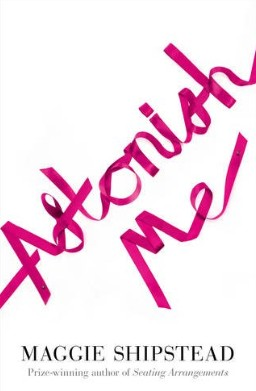 Astonish
Me
MAGGIE SHIPSTEAD
Prize-winning author of Seating Arrangements